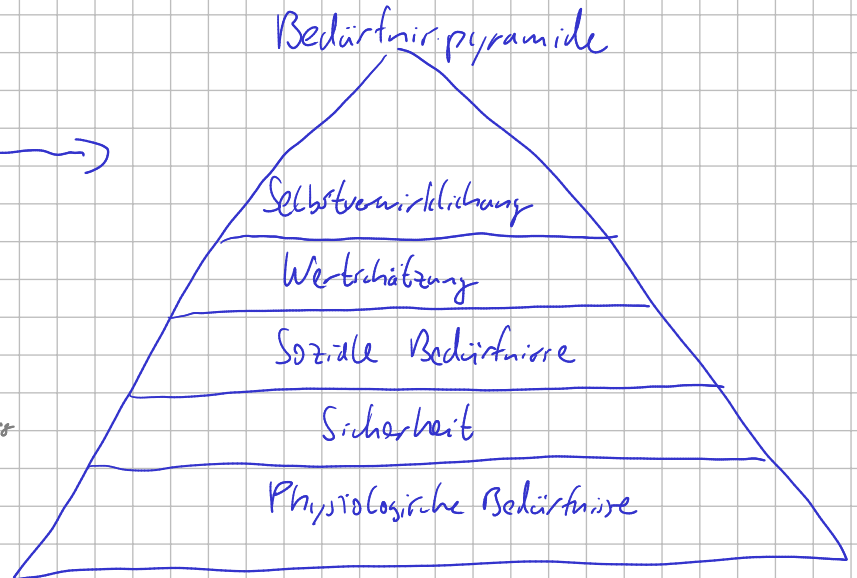 Bedürfnispyramide
Selbstverwirklichung
Wertschätzung
Soziale Bedürfnisse
Sicherheit
Physiologische Bedürfnisse